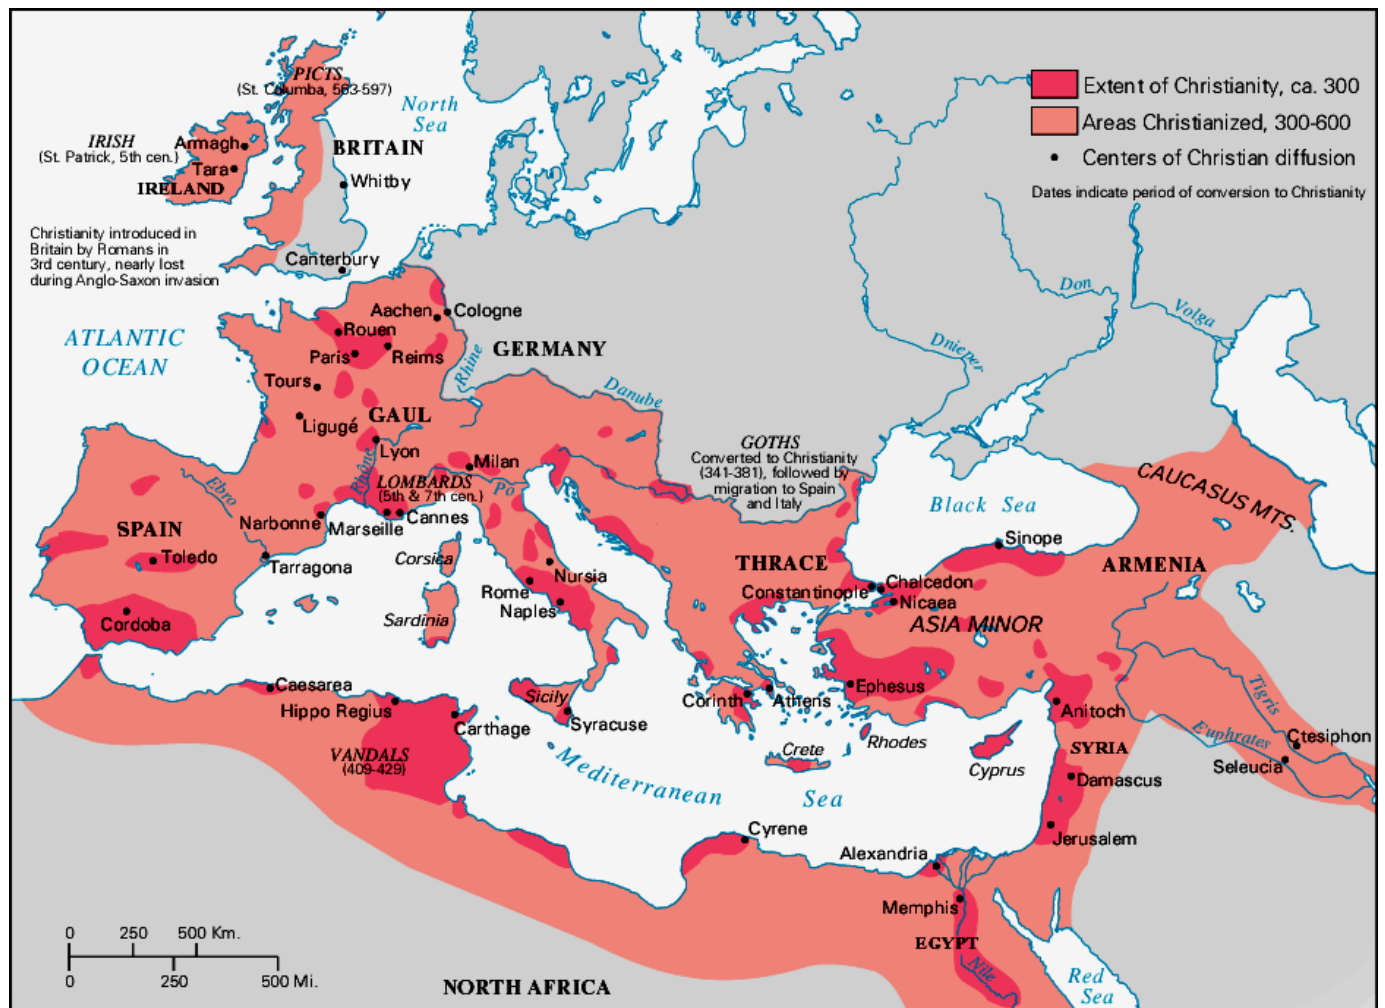 PICTS
(St. Columba, 563-597)
North
Sea
Extent of Christianity, ca. 300
Areas Christianized, 300-600
Centers of Christian diffusion
Dates indicate period of conversion to Christianity
IRISH
(St. Patrick, 5th cen.)
Armagh
Tara
IRELAND
BRITAIN
Whitby
Christianity introduced in
Britain by Romans in
3rd century, nearly lost
during Anglo-Saxon invasion
Canterbury
ATLANTIC
OCEAN
Aachen
Cologne
Rouen
Paris
Reims
GERMANY
Rhine
Danube
Dnieper
Don
Volga
Tours
Ligugé
GAUL
Lyon
Milan
Rhône
LOMBARDS
(5th & 7th cen.)
Po
GOTHS
Converted to Christianity
(341-381), followed by
migration to Spain
and Italy
Black Sea
CAUCASUS MTS.
Ebro
SPAIN
Narbonne
Marseille
Cannes
Toledo
Tarragona
Corsica
Sardinia
Cordoba
Nursia
Rome
Naples
THRACE
Constantinople
Sinope
Chalcedon
Nicaea
ARMENIA
ASIA MINOR
Caesarea
Hippo Regius
Carthage
VANDALS
(409-429)
Sicily
Syracuse
Corinth
Athens
Ephesus
Rhodes
Crete
Cyprus
Anitoch
SYRIA
Damascus
Jerusalem
Tigris
Euphrates
Ctesiphon
Seleucia
Mediterranean
Sea
Cyrene
Alexandria
Memphis
EGYPT
Nile
Red
Sea
NORTH AFRICA
0 250 500 Km.
0 250 500 Mi.